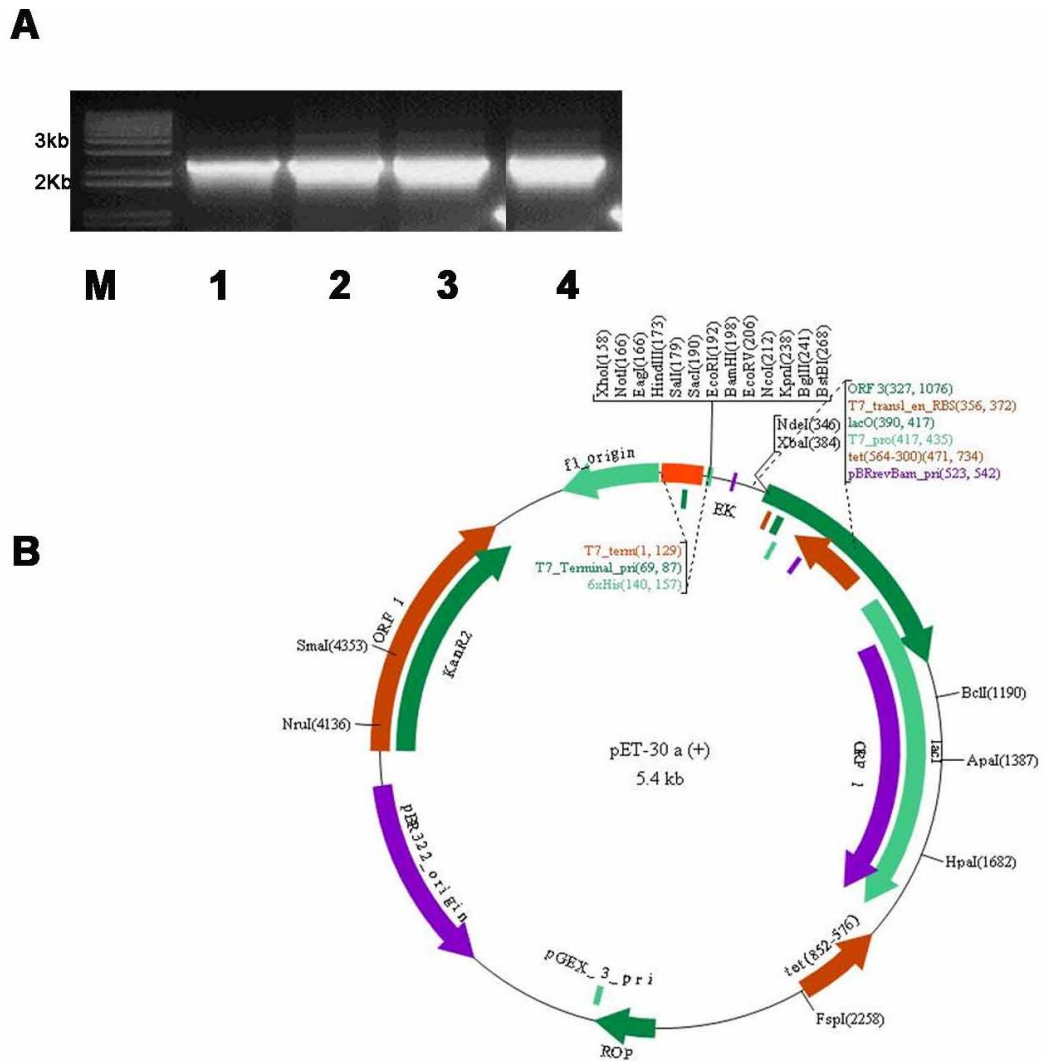 A
3kb
2Kb
M 1 2 3 4
XhoI(158)
NotI(166)
EagI(166)
HindIII(173)
SalI(179)
SacI(190)
EcoRI(192)
BamHI(198)
EcoRV(206)
NcoI(212)
KpnI(238)
BglII(241)
BstBI(268)
NdeI(346)
XbaI(384)
ORF 3(327, 1076)
T7_transl_en_RBS(356, 372)
lacO(390, 417)
T7_pro(417, 435)
tet(564-300)(471, 734)
pBRrevBam_pri(523, 542)
f1_origin
EK
B
T7_term(1, 129)
T7_Terminal_pri(69, 87)
6xHis(140, 157)
ORF 1
KanR2
SmaI(4353)
NruI(4136)
pET-30 a (+)
5.4 kb
BclI(1190)
lacI
ApaI(1387)
ORF 1
HpaI(1682)
pBR322_origin
tet(852-576)
FspI(2258)
pGEX_3_pri
ROP